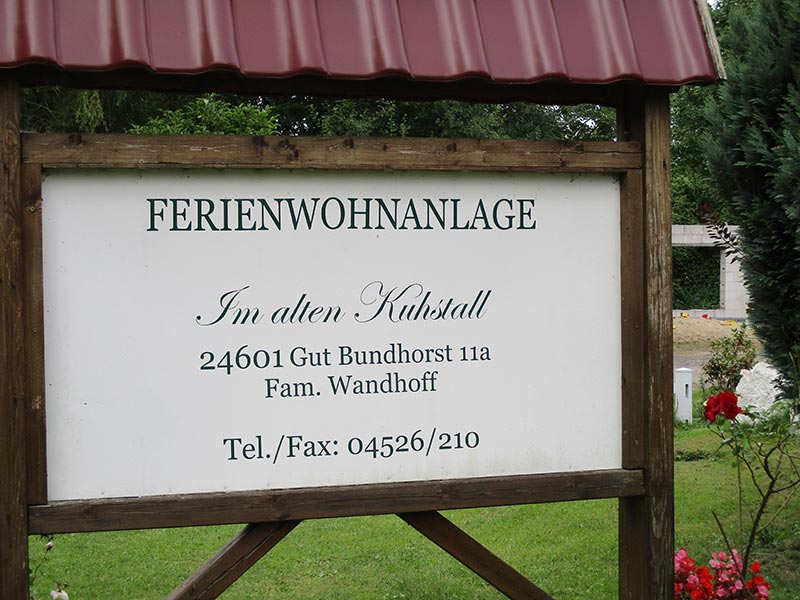 FERIENWOHNANLAGE
Im alten Kuhstall
24601 Gut Bundhorst 11a
Fam. Wandhoff
Tel./Fax: 04526/210